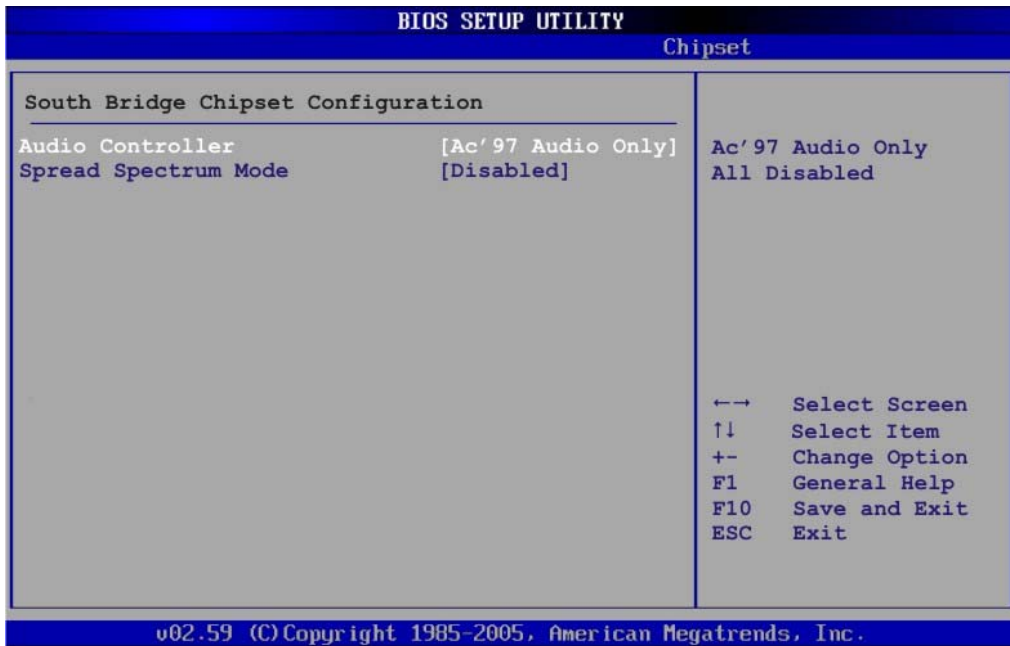 BIOS SETUP UTILITY
Chipset
South Bridge Chipset Configuration
Audio Controller [Ac'97 Audio Only]
Spread Spectrum Mode [Disabled]
Ac'97 Audio Only
All Disabled
←→ Select Screen
↑↓ Select Item
+- Change Option
F1 General Help
F10 Save and Exit
ESC Exit
v02.59 (C)Copyright 1985-2005, American Megatrends, Inc.